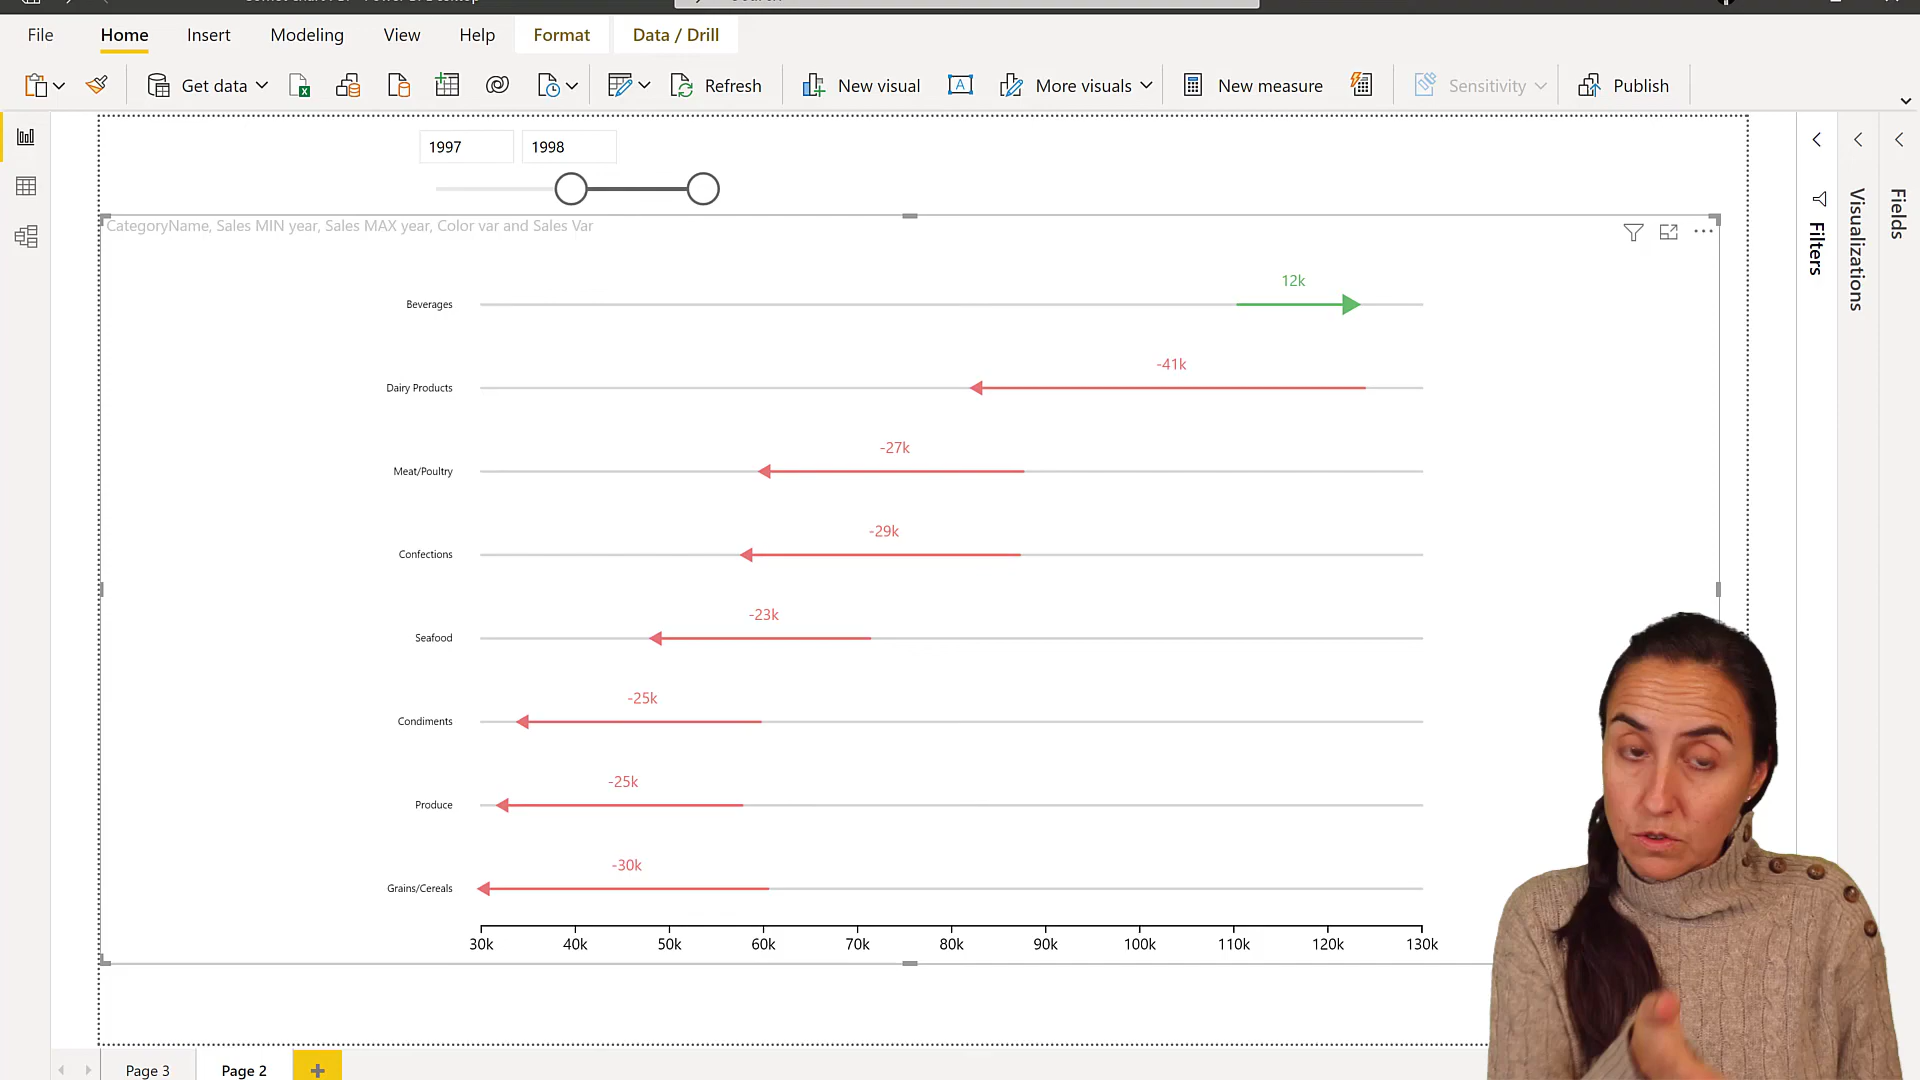 File Home Insert Modeling View Help Format Data / Drill
Get data Refresh New visual More visuals New measure Sensitivity Publish
1997 1998
CategoryName, Sales MIN year, Sales MAX year, Color var and Sales Var
Filters
Visualizations
Fields
12k
Beverages
-41k
Dairy Products
-27k
Meat/Poultry
-29k
Confections
-23k
Seafood
-25k
Condiments
-25k
Produce
-30k
Grains/Cereals
30k 40k 50k 60k 70k 80k 90k 100k 110k 120k 130k
Page 3 Page 2 +